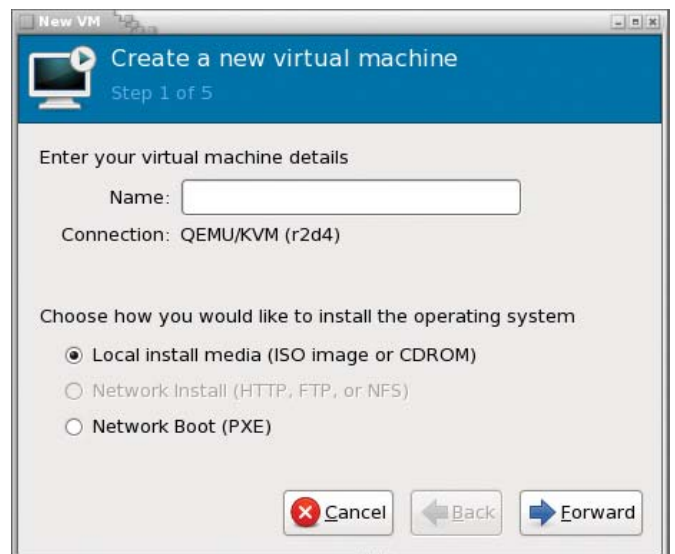 New VM
Create a new virtual machine
Step 1 of 5
Enter your virtual machine details
Name:
Connection: QEMU/KVM (r2d4)
Choose how you would like to install the operating system
Local install media (ISO image or CDROM)
Network Install (HTTP, FTP, or NFS)
Network Boot (PXE)
Cancel Back Forward